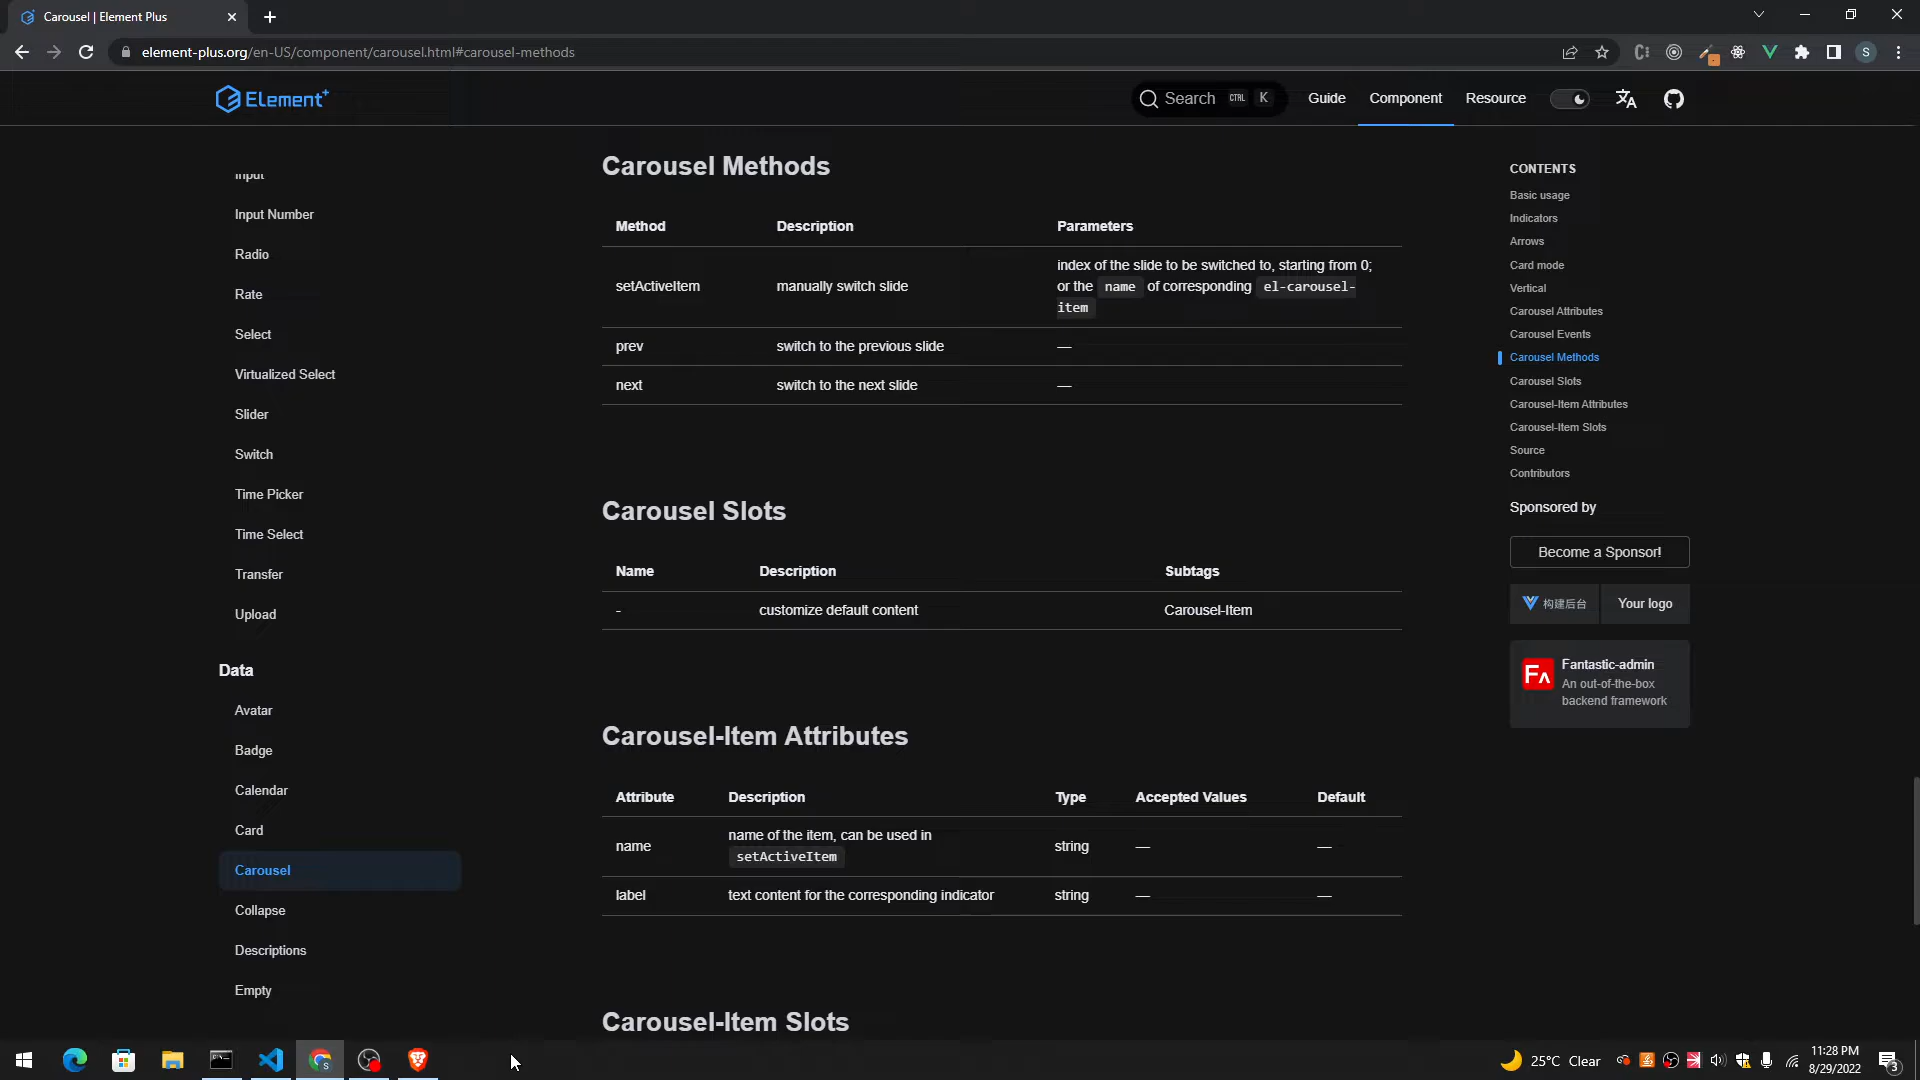 Carousel | Element Plus
element-plus.org/en-US/component/carousel.html#carousel-methods
S
Element+
Search CTRL K
Guide
Component
Resource
Input
Input Number
Radio
Rate
Select
Virtualized Select
Slider
Switch
Time Picker
Time Select
Transfer
Upload
Data
Avatar
Badge
Calendar
Card
Carousel
Collapse
Descriptions
Empty
Carousel Methods
Method Description Parameters
setActiveItem manually switch slide index of the slide to be switched to, starting from 0;
or the name of corresponding el-carousel-
item
prev switch to the previous slide —
next switch to the next slide —
Carousel Slots
Name Description Subtags
- customize default content Carousel-Item
Carousel-Item Attributes
Attribute Description Type Accepted Values Default
name name of the item, can be used in
setActiveItem string — —
label text content for the corresponding indicator string — —
Carousel-Item Slots
CONTENTS
Basic usage
Indicators
Arrows
Card mode
Vertical
Carousel Attributes
Carousel Events
Carousel Methods
Carousel Slots
Carousel-Item Attributes
Carousel-Item Slots
Source
Contributors
Sponsored by
Become a Sponsor!
构建后台
Your logo
Fantastic-admin
An out-of-the-box
backend framework
25°C Clear
11:28 PM
8/29/2022
3